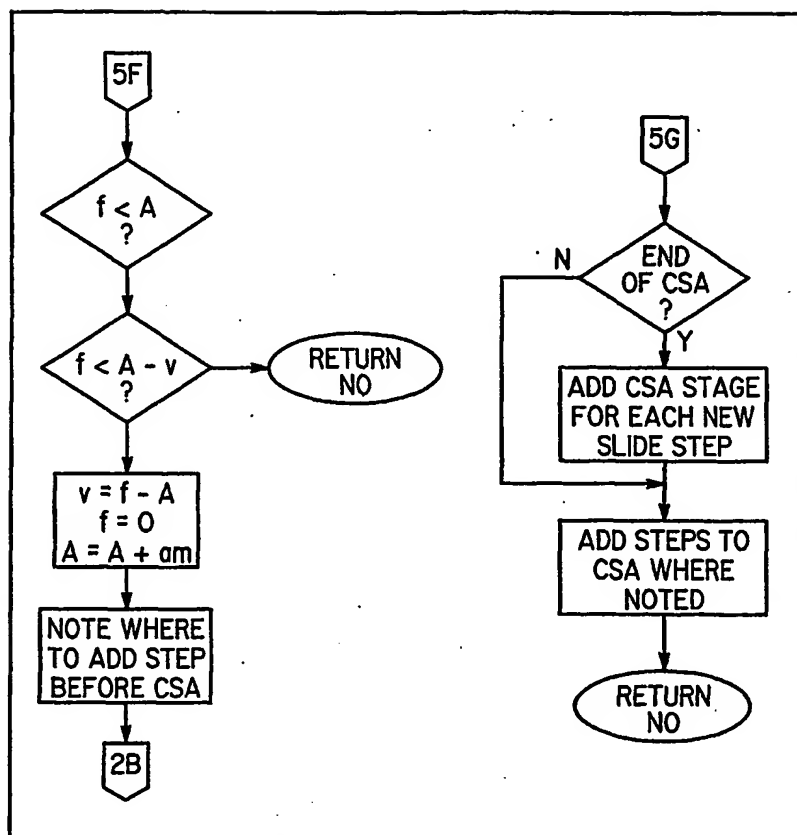 5F
f < A
?
f < A - v
?
RETURN
NO
v = f - A
f = 0
A = A + am
NOTE WHERE
TO ADD STEP
BEFORE CSA
2B
5G
N
END
OF CSA
?
Y
ADD CSA STAGE
FOR EACH NEW
SLIDE STEP
ADD STEPS TO
CSA WHERE
NOTED
RETURN
NO